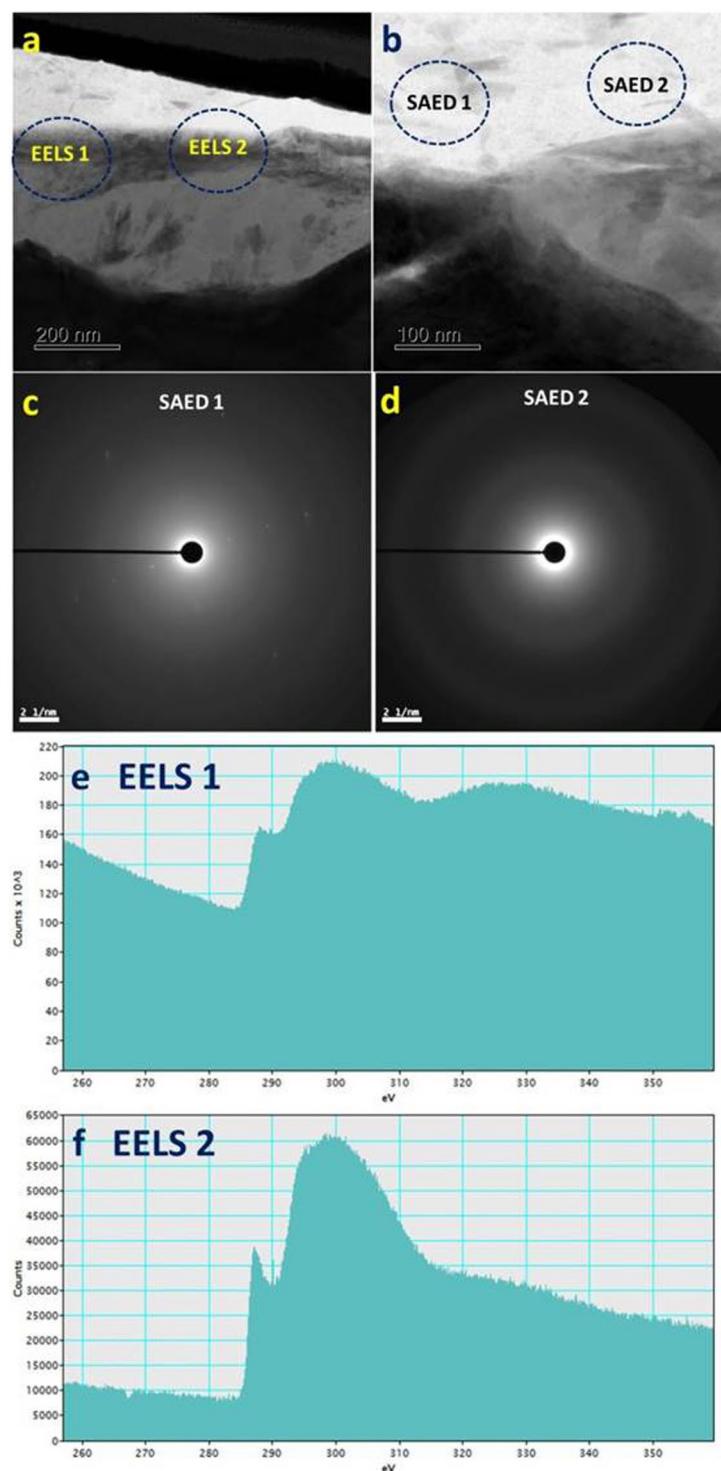 a
b
EELS 1
EELS 2
SAED 1
SAED 2
200 nm
100 nm
c
SAED 1
d
SAED 2
2 1/nm
2 1/nm
e EELS 1
220
200
180
160
140
120
100
80
60
40
20
0
Counts x 10^3
260 270 280 290 300 310 320 330 340 350
eV
f EELS 2
65000
60000
55000
50000
45000
40000
35000
30000
25000
20000
15000
10000
5000
0
Counts
260 270 280 290 300 310 320 330 340 350
eV